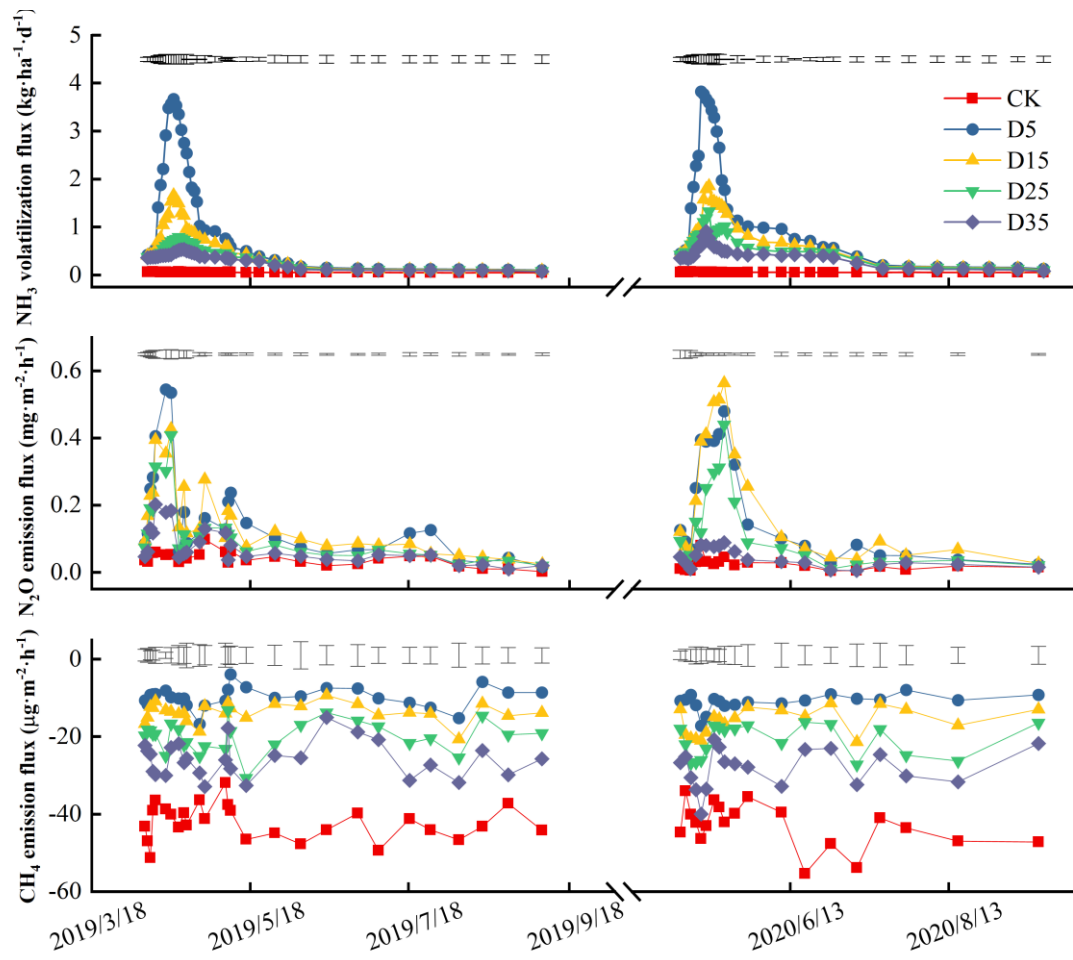 NH₃ volatilization flux (kg·ha⁻¹·d⁻¹)
5
4
3
2
1
0
CK
D5
D15
D25
D35
N₂O emission flux (mg·m⁻²·h⁻¹)
0.6
0.4
0.2
0.0
CH₄ emission flux (μg·m⁻²·h⁻¹)
0
-20
-40
-60
2019/3/18
2019/5/18
2019/7/18
2019/9/18
2020/6/13
2020/8/13